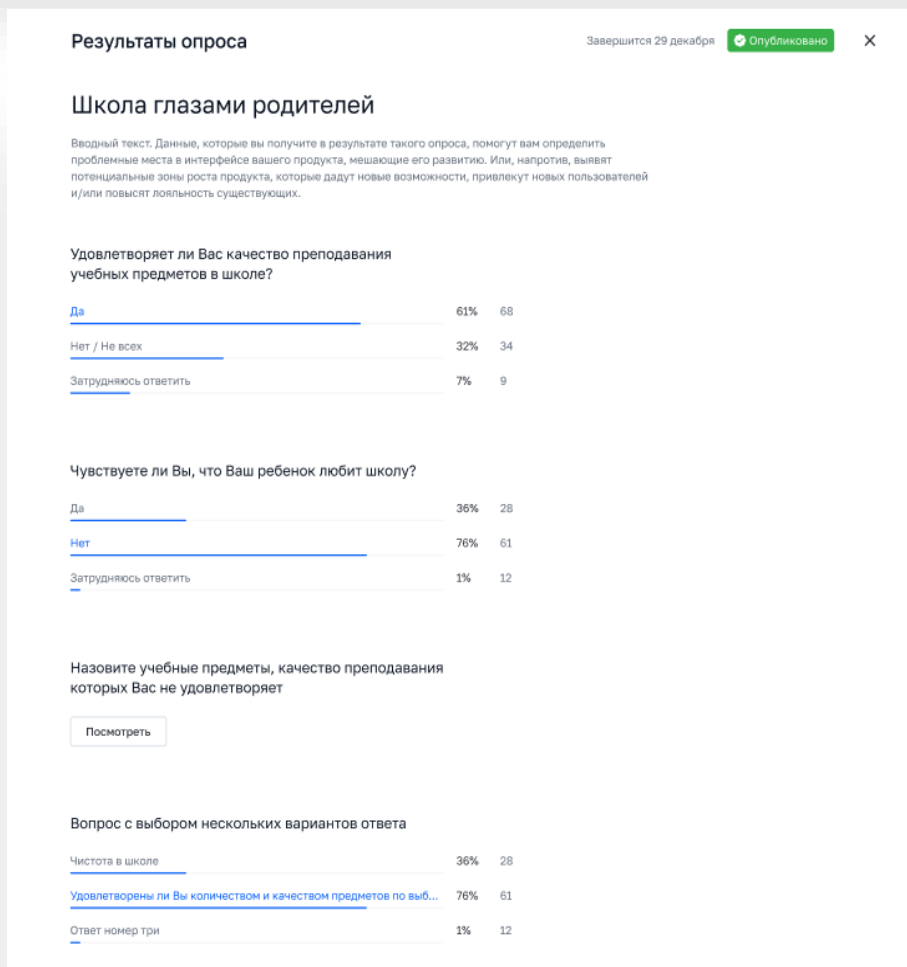 Результаты опроса
Завершится 29 декабря
Опубликовано
Школа глазами родителей
Вводный текст. Данные, которые вы получите в результате такого опроса, помогут вам определить
проблемные места в интерфейсе вашего продукта, мешающие его развитию. Или, напротив, выявят
потенциальные зоны роста продукта, которые дадут новые возможности, привлекут новых пользователей
и/или повысят лояльность существующих.
Удовлетворяет ли Вас качество преподавания
учебных предметов в школе?
Да 61% 68
Нет / Не всех 32% 34
Затрудняюсь ответить 7% 9
Чувствуете ли Вы, что Ваш ребенок любит школу?
Да 36% 28
Нет 76% 61
Затрудняюсь ответить 1% 12
Назовите учебные предметы, качество преподавания
которых Вас не удовлетворяет
Посмотреть
Вопрос с выбором нескольких вариантов ответа
Чистота в школе 36% 28
Удовлетворены ли Вы количеством и качеством предметов по выб... 76% 61
Ответ номер три 1% 12